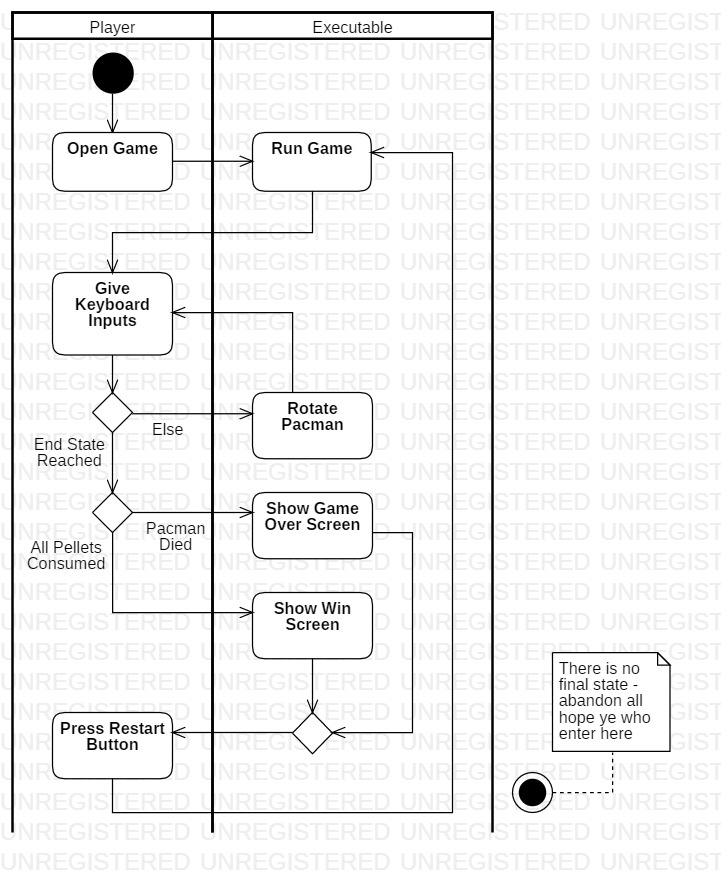 Player
Executable
Open Game
Run Game
Give
Keyboard
Inputs
Rotate
Pacman
Else
End State
Reached
Show Game
Over Screen
Pacman
Died
All Pellets
Consumed
Show Win
Screen
There is no
final state -
abandon all
hope ye who
enter here
Press Restart
Button
UNREGISTERED UNREGISTERED UNREGISTERED UNREGIST